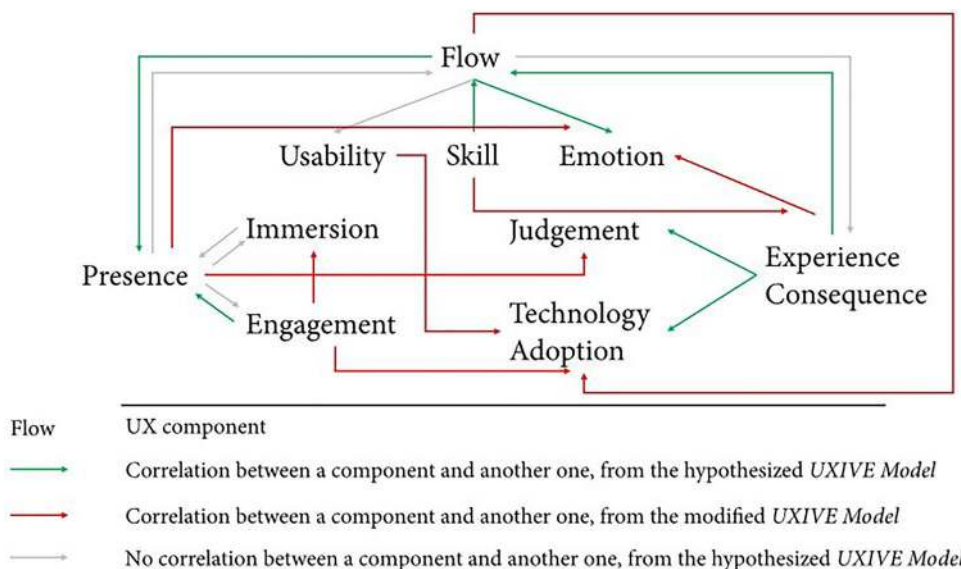 Flow
Usability Skill Emotion
Immersion Judgement
Presence
Experience
Consequence
Engagement
Technology
Adoption
Flow UX component
Correlation between a component and another one, from the hypothesized UXIVE Model
Correlation between a component and another one, from the modified UXIVE Model
No correlation between a component and another one, from the hypothesized UXIVE Model